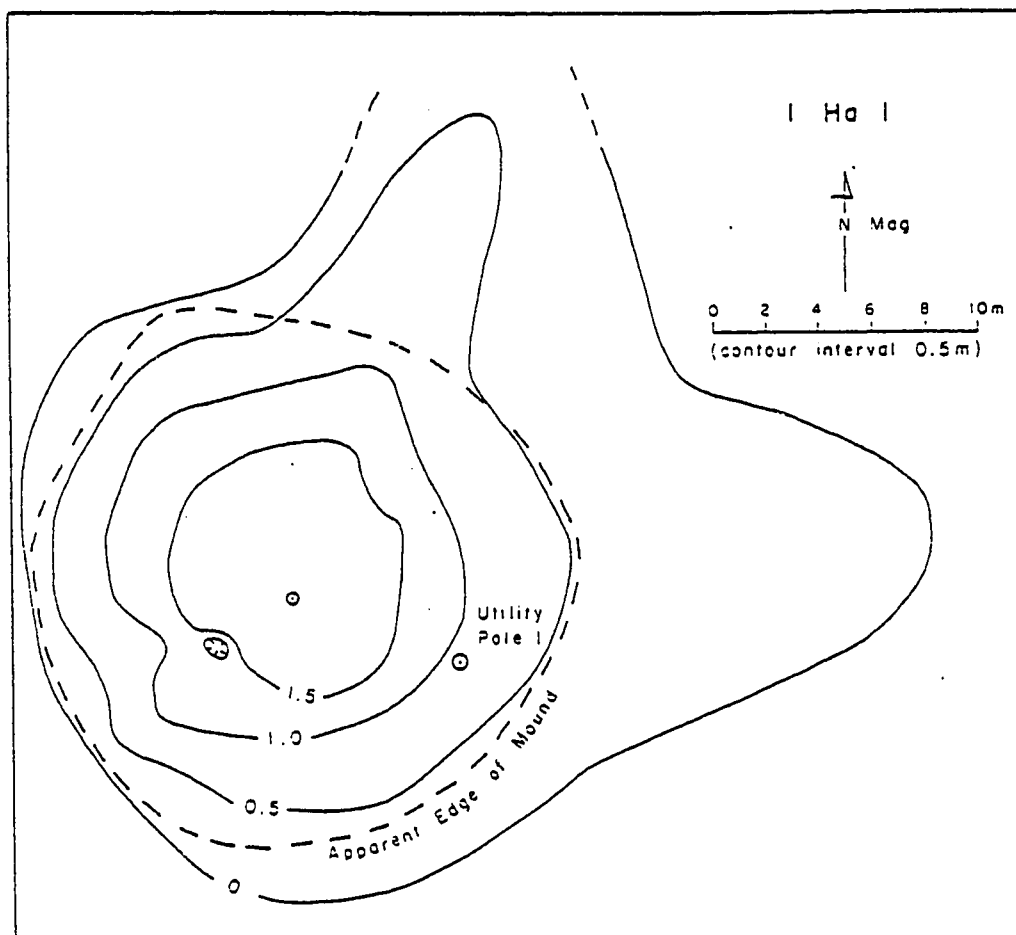 1 Ha 1
N Mag
0 2 4 6 8 10m
(contour interval 0.5m)
Utility
Pole 1
1.5
1.0
0.5
Apparent Edge of Mound
0